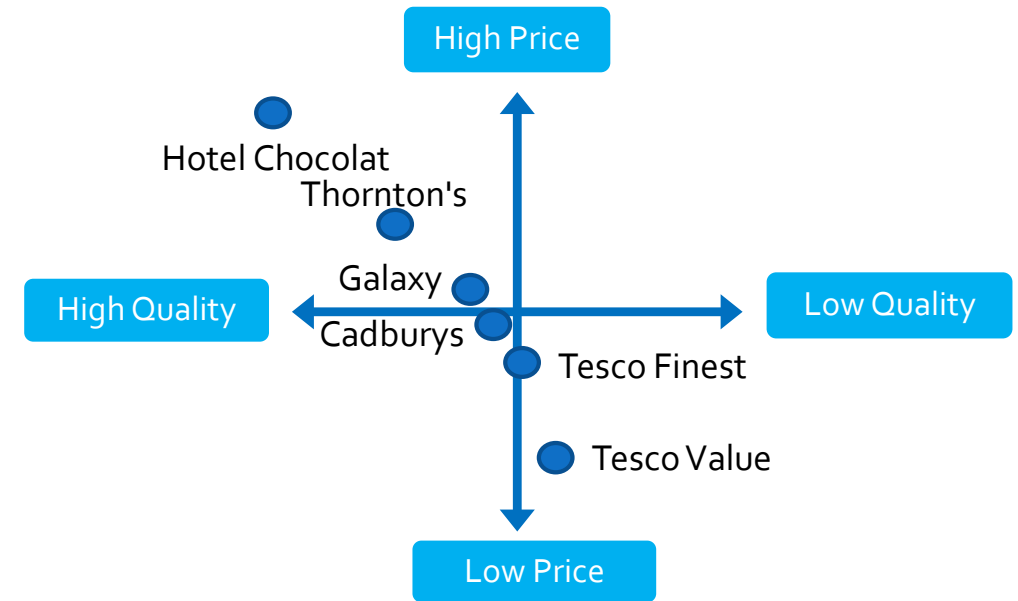 High Price
Hotel Chocolat
Thornton's
Galaxy
High Quality
Low Quality
Cadburys
Tesco Finest
Tesco Value
Low Price